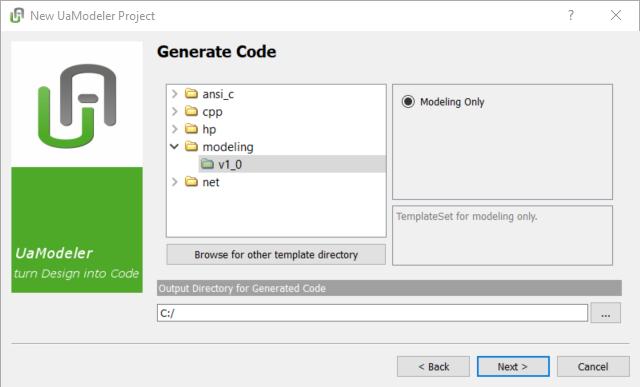 New UaModeler Project
? ×
Generate Code
ansi_c
cpp
hp
modeling
v1_0
net
Modeling Only
TemplateSet for modeling only.
Browse for other template directory
UaModeler
turn Design into Code
Output Directory for Generated Code
C:/
...
< Back
Next >
Cancel